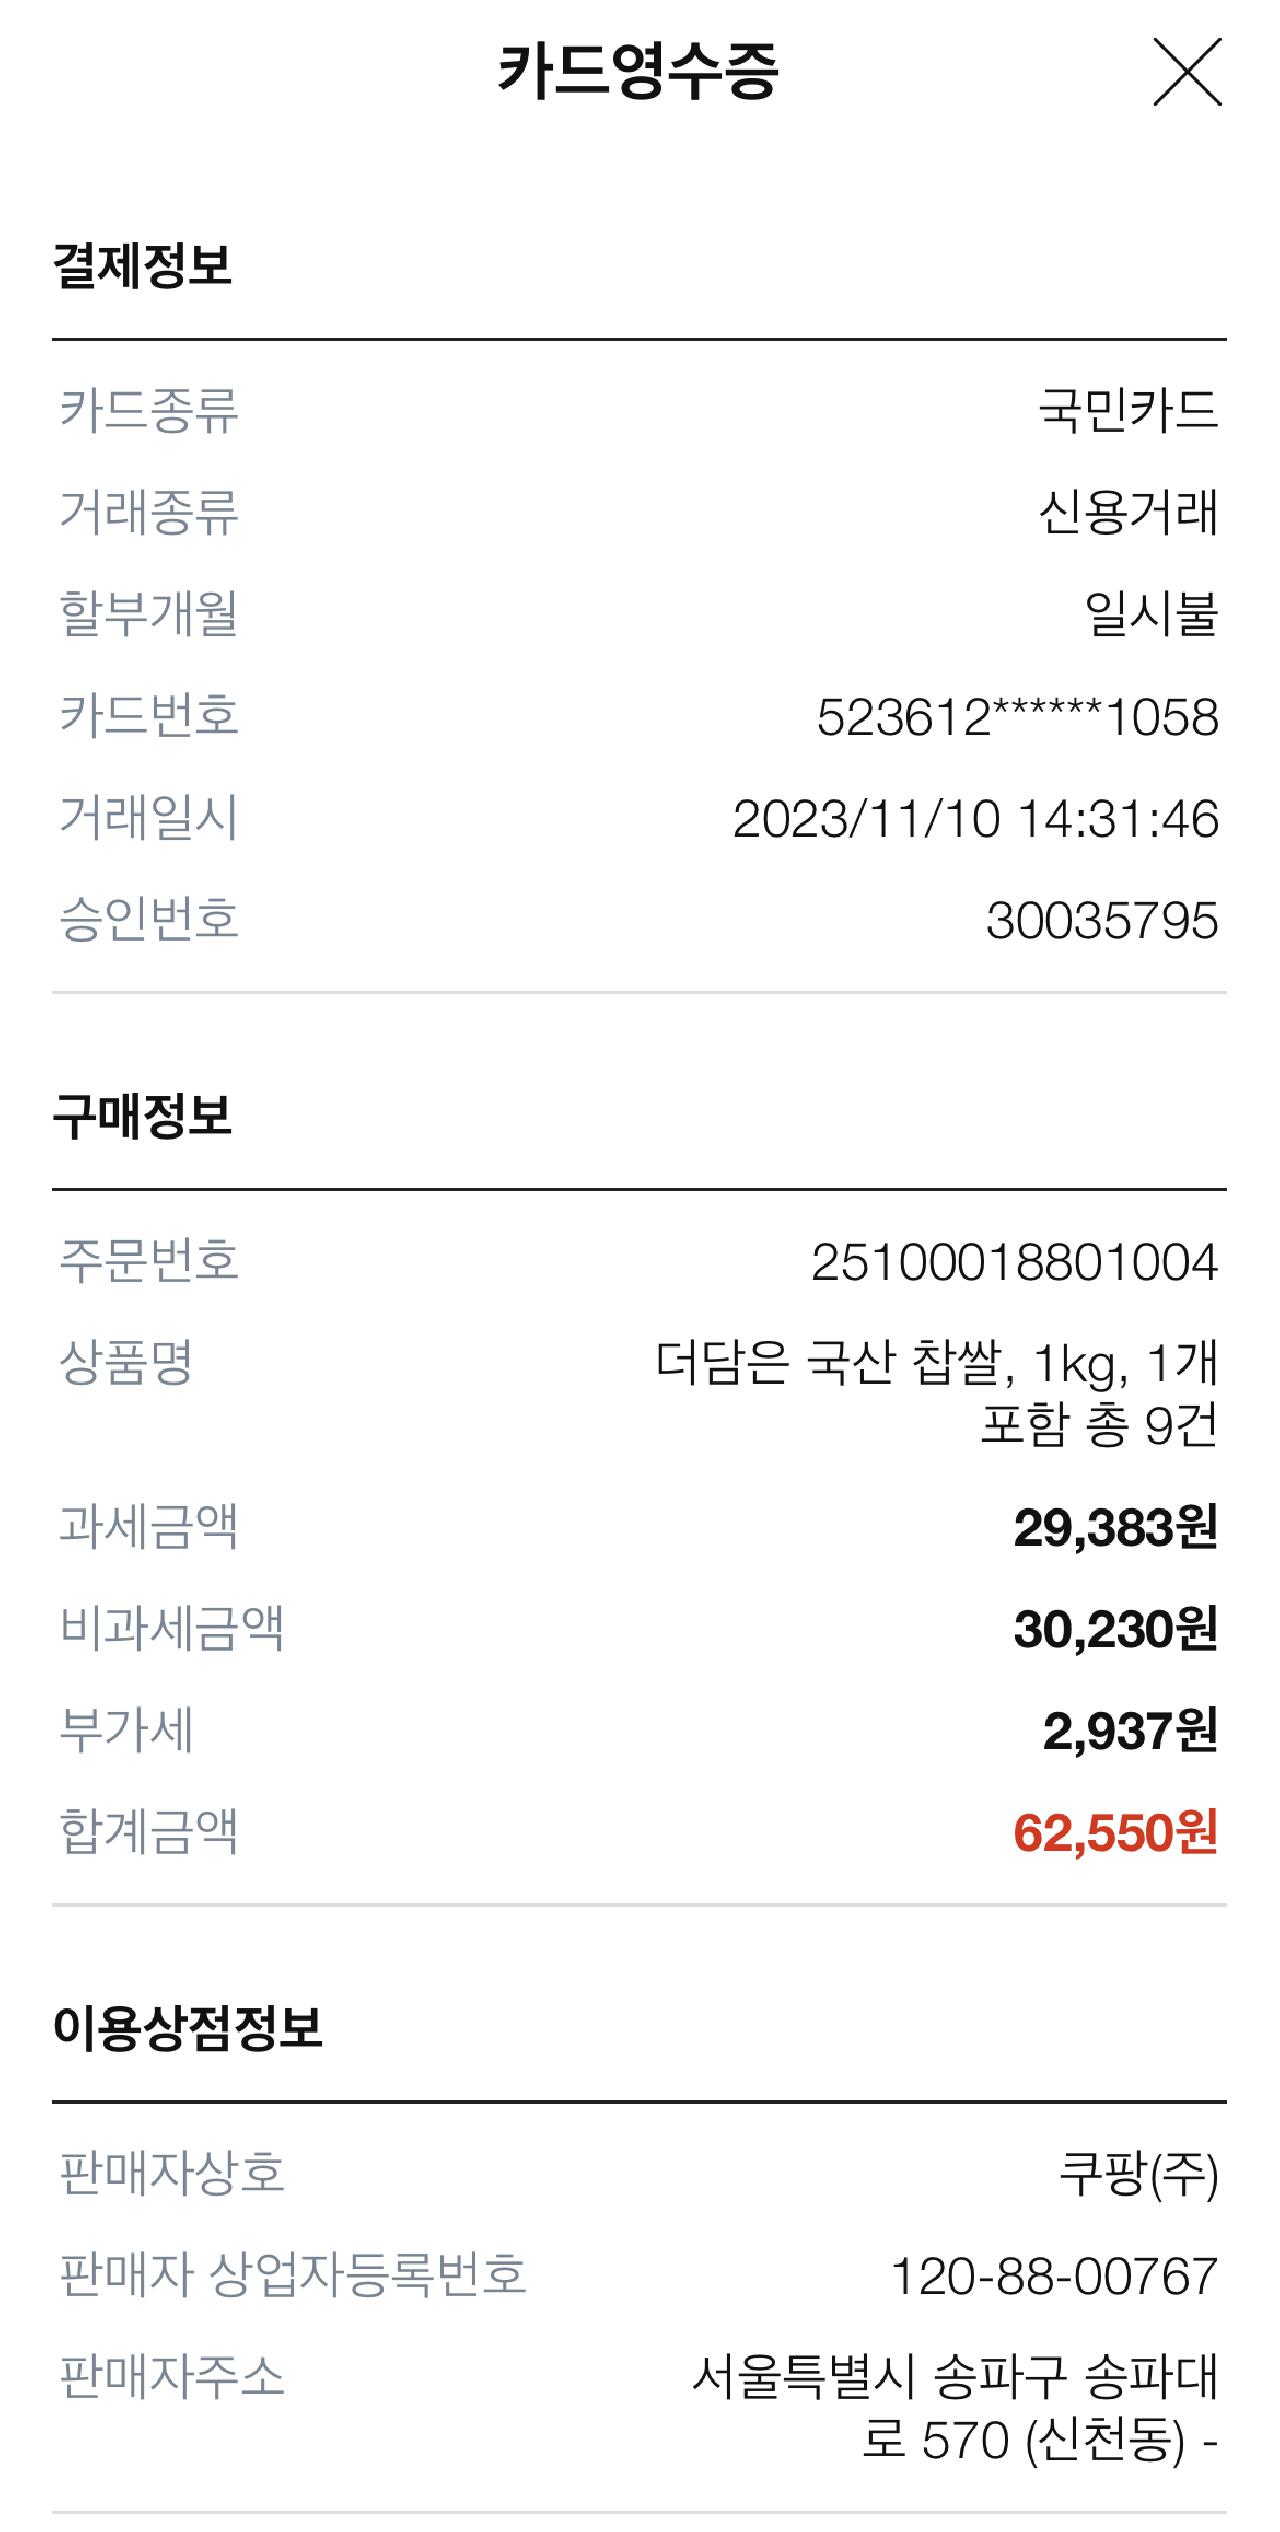 카드영수증
결제정보
카드종류 국민카드
거래종류 신용거래
할부개월 일시불
카드번호 523612******1058
거래일시 2023/11/10 14:31:46
승인번호 30035795
구매정보
주문번호 25100018801004
상품명 더담은 국산 찹쌀, 1kg, 1개
포함 총 9건
과세금액 29,383원
비과세금액 30,230원
부가세 2,937원
합계금액 62,550원
이용상점정보
판매자상호 쿠팡(주)
판매자 상업자등록번호 120-88-00767
판매자주소 서울특별시 송파구 송파대
로 570 (신천동) -